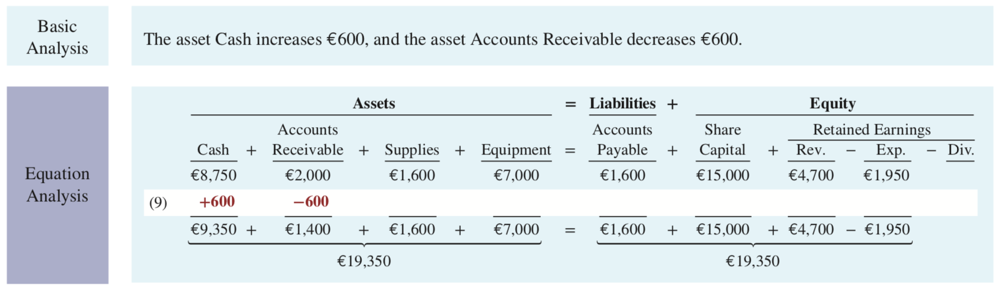 Basic
Analysis
The asset Cash increases €600, and the asset Accounts Receivable decreases €600.
Equation
Analysis
Assets = Liabilities + Equity
Accounts Accounts Share Retained Earnings
Cash + Receivable + Supplies + Equipment = Payable + Capital + Rev. − Exp. − Div.
€8,750 €2,000 €1,600 €7,000 €1,600 €15,000 €4,700 €1,950
(9) +600 −600
€9,350 + €1,400 + €1,600 + €7,000 = €1,600 + €15,000 + €4,700 − €1,950
€19,350 €19,350